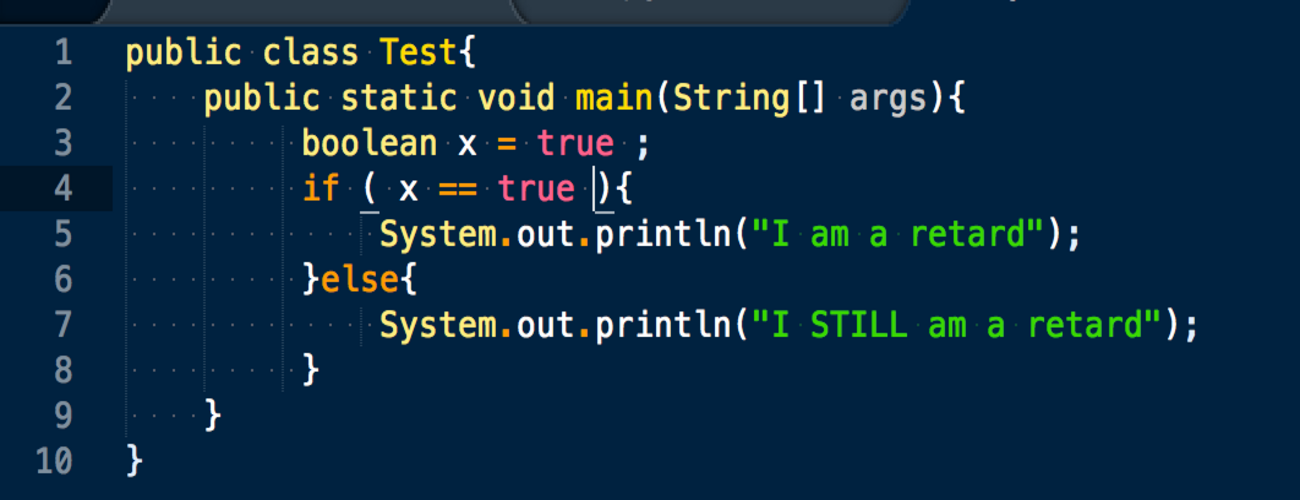 1 public class Test{
2 public static void main(String[] args){
3 boolean x = true ;
4 if ( x == true ){
5 System.out.println("I am a retard");
6 }else{
7 System.out.println("I STILL am a retard");
8 }
9 }
10 }